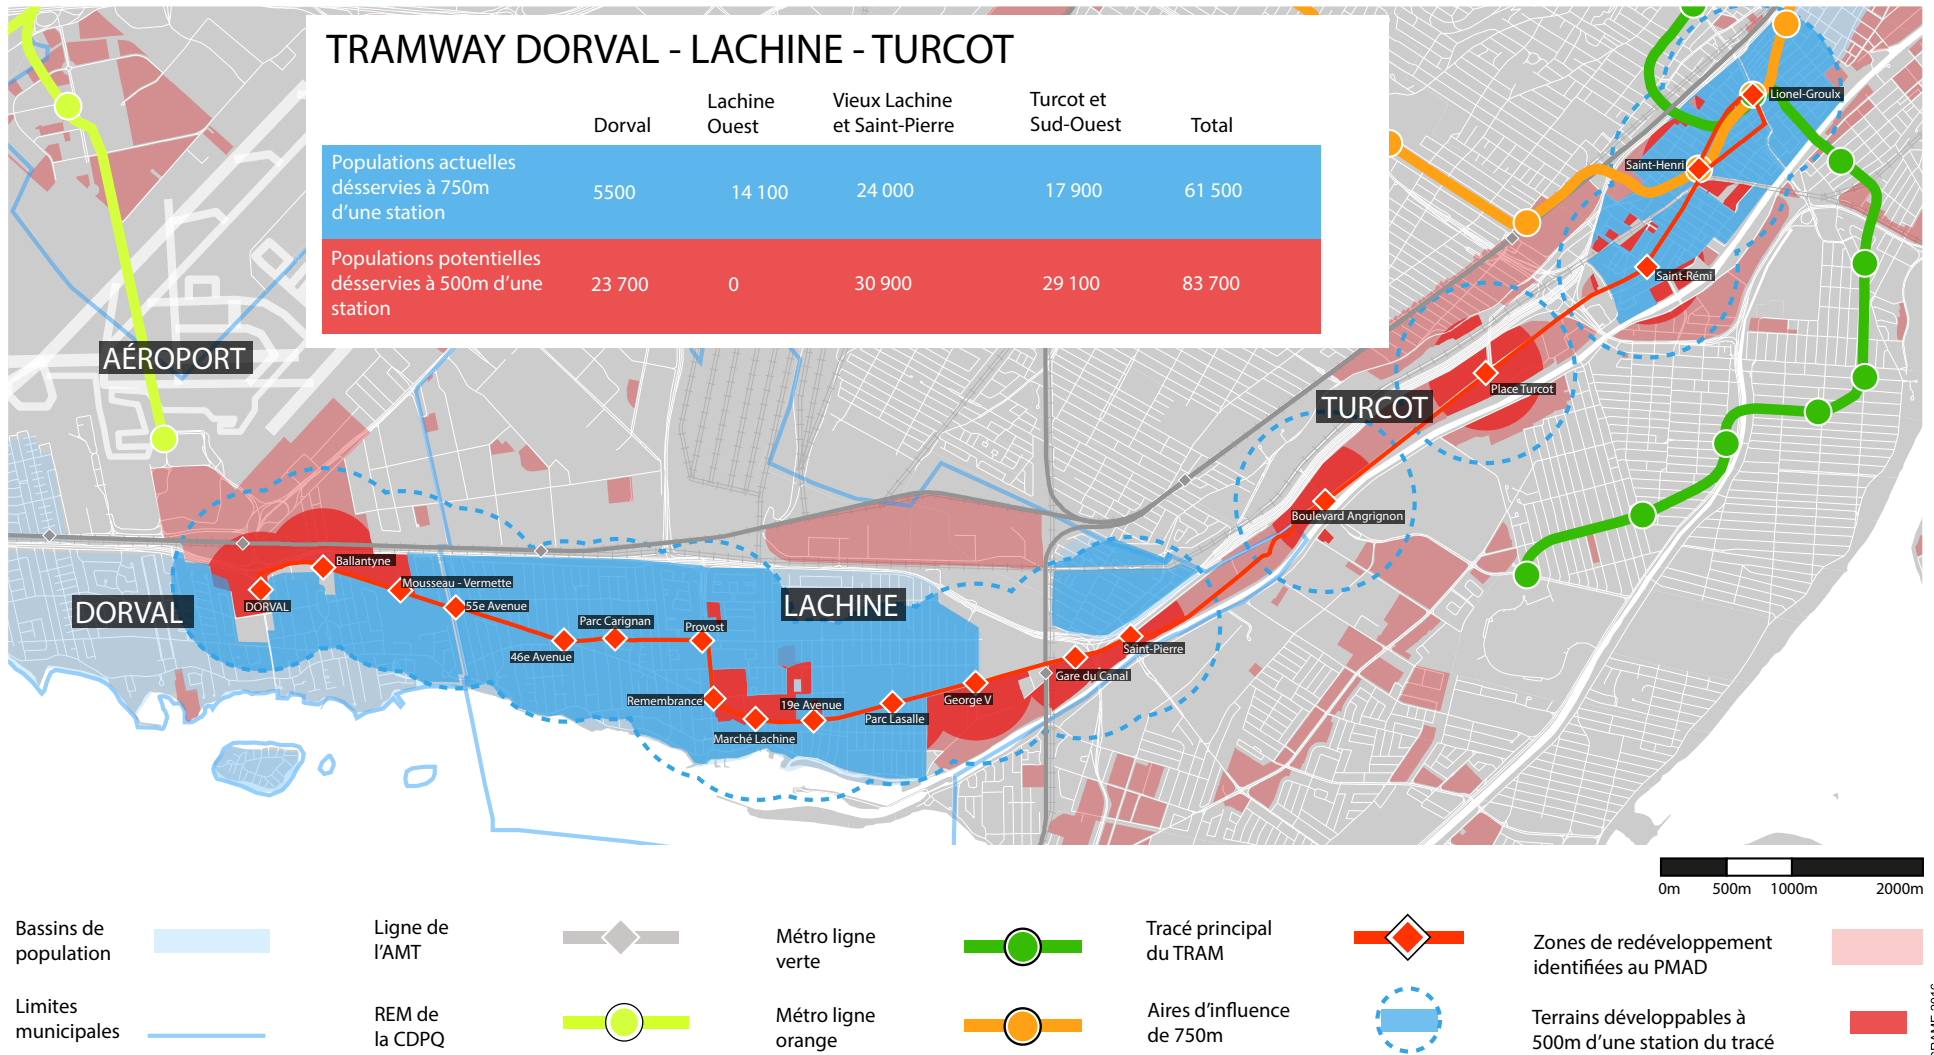 TRAMWAY DORVAL - LACHINE - TURCOT
Dorval
Lachine
Ouest
Vieux Lachine
et Saint-Pierre
Turcot et
Sud-Ouest
Total
Populations actuelles
désservies à 750m
d'une station
5500
14 100
24 000
17 900
61 500
Populations potentielles
désservies à 500m d'une
station
23 700
0
30 900
29 100
83 700
Lionel-Groulx
Saint-Henri
Saint-Rémi
AÉROPORT
Place Turcot
TURCOT
Boulevard Angrignon
Ballantyne
Mousseau - Vermette
DORVAL
DORVAL
55e Avenue
LACHINE
Parc Carignan
Provost
46e Avenue
Saint-Pierre
Gare du Canal
Remembrance
19e Avenue
George V
Parc Lasalle
Marché Lachine
0m
500m
1000m
2000m
Bassins de
population
Limites
municipales
Ligne de
l'AMT
REM de
la CDPQ
Métro ligne
verte
Métro ligne
orange
Tracé principal
du TRAM
Aires d'influence
de 750m
Zones de redéveloppement
identifiées au PMAD
Terrains développables à
500m d'une station du tracé